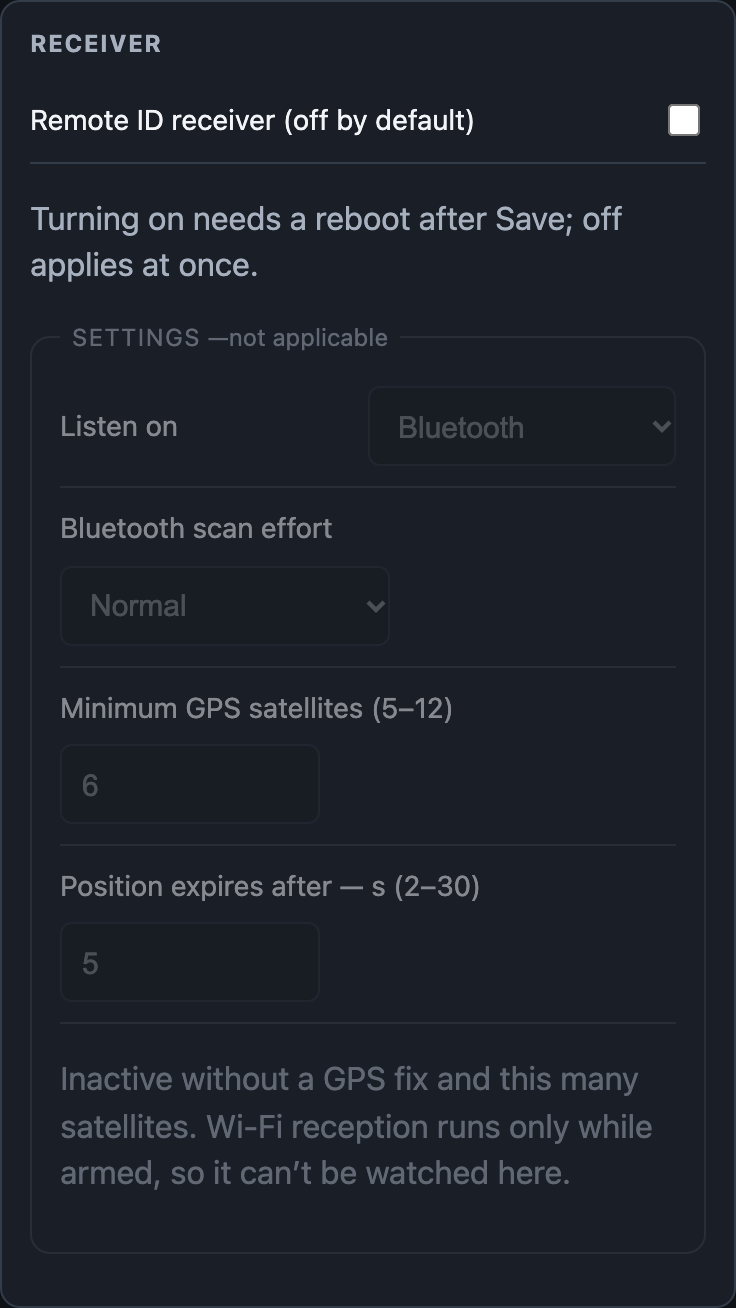 RECEIVER
Remote ID receiver (off by default)
Turning on needs a reboot after Save; off
applies at once.
SETTINGS —not applicable
Listen on
Bluetooth
Bluetooth scan effort
Normal
Minimum GPS satellites (5–12)
6
Position expires after — s (2–30)
5
Inactive without a GPS fix and this many
satellites. Wi-Fi reception runs only while
armed, so it can’t be watched here.